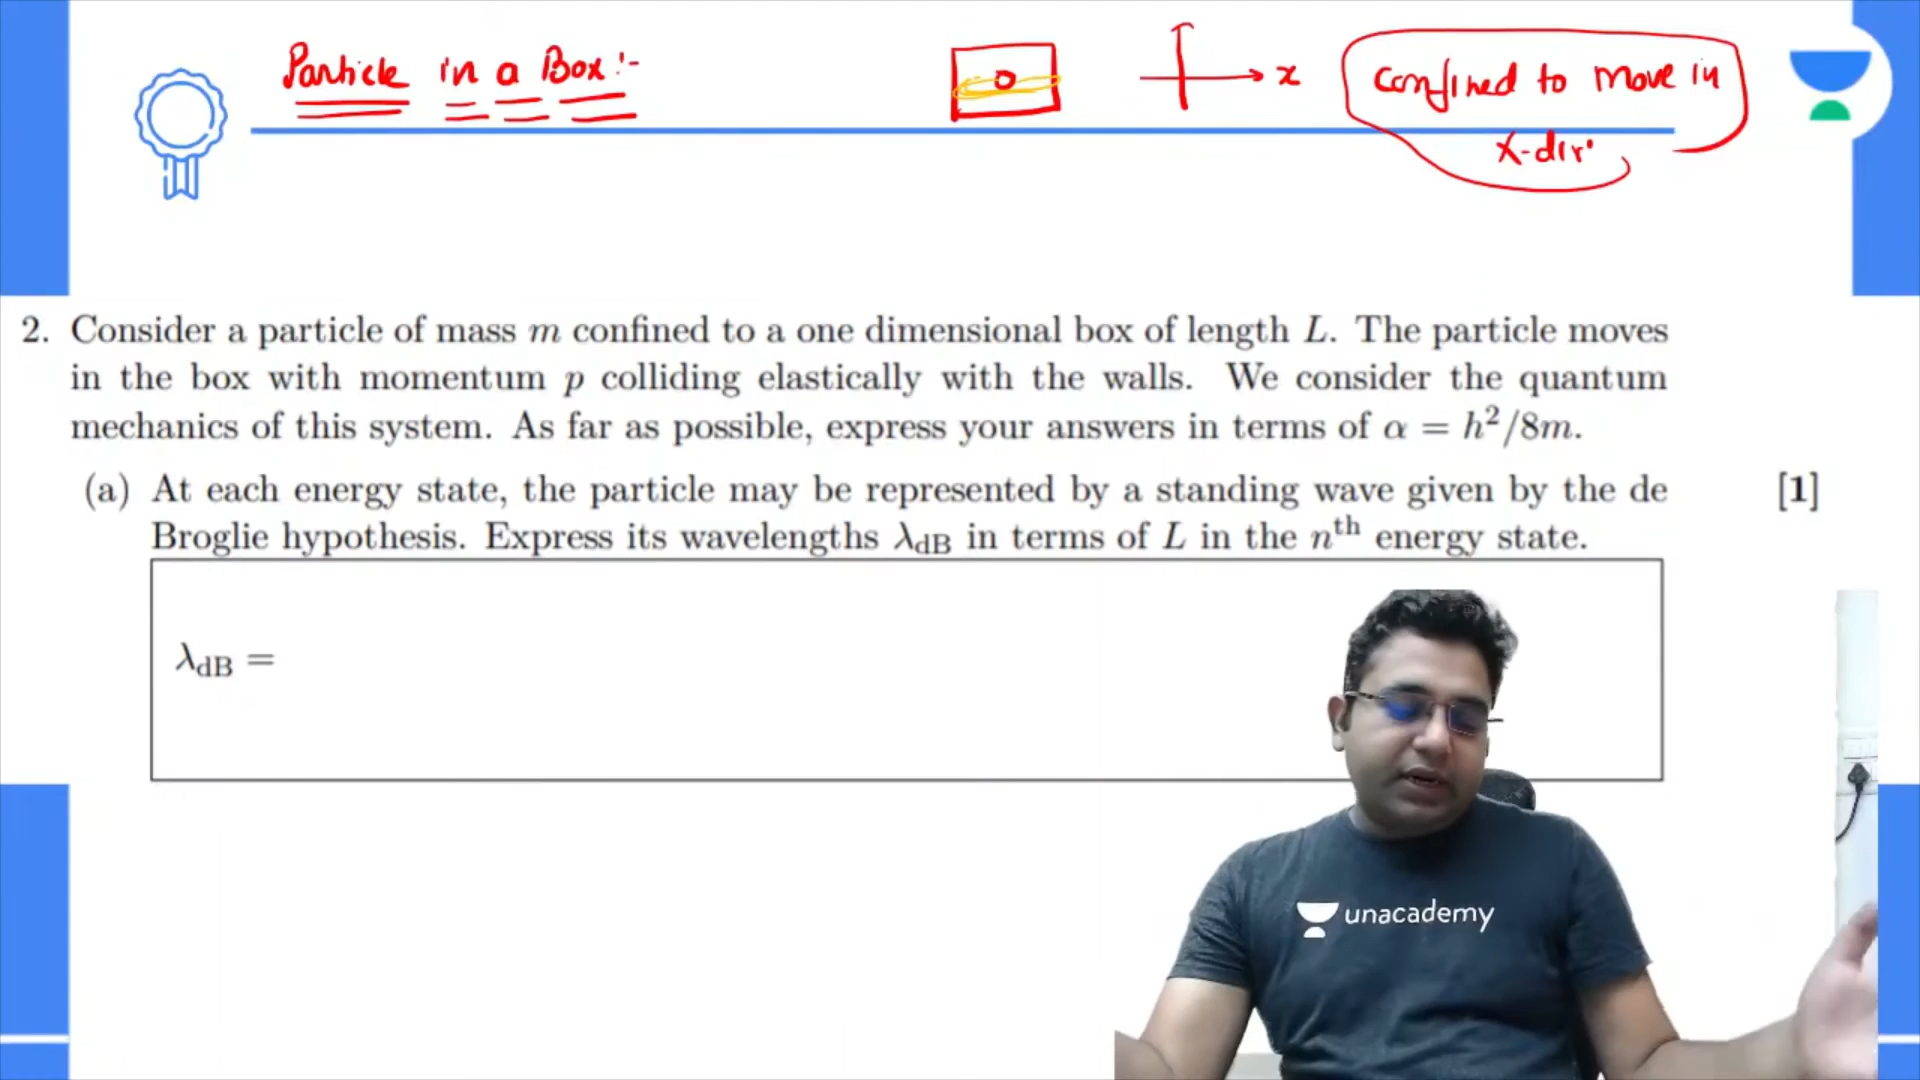 Particle in a Box :-
x
Confined to move in
x-dir.
2. Consider a particle of mass m confined to a one dimensional box of length L. The particle moves
in the box with momentum p colliding elastically with the walls. We consider the quantum
mechanics of this system. As far as possible, express your answers in terms of α = h²/8m.
(a) At each energy state, the particle may be represented by a standing wave given by the de [1]
Broglie hypothesis. Express its wavelengths λdB in terms of L in the nth energy state.
λdB =
unacademy